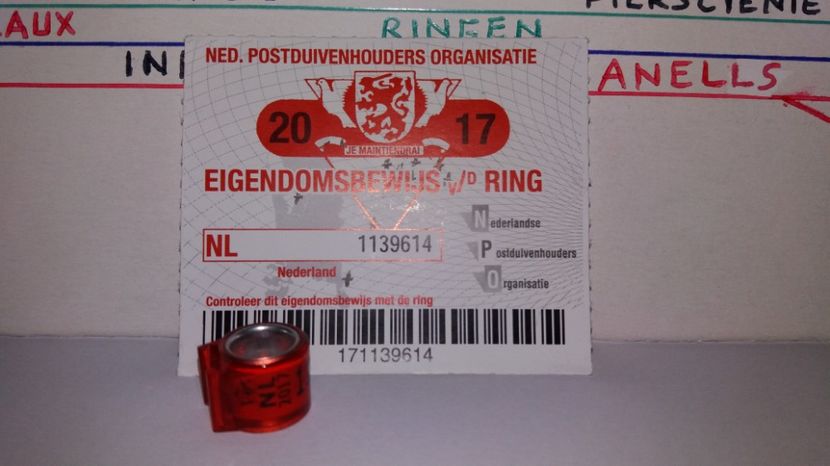 AUX
RINGEN
ANELLS
NED. POSTDUIVENHOUDERS ORGANISATIE
20 17
JE MAINTIENDRAI
EIGENDOMSBEWIJS V/D RING
NL 1139614
Nederland
Nederlandse
Postduivenhouders
Organisatie
Controleer dit eigendomsbewijs met de ring
171139614
NL
2017